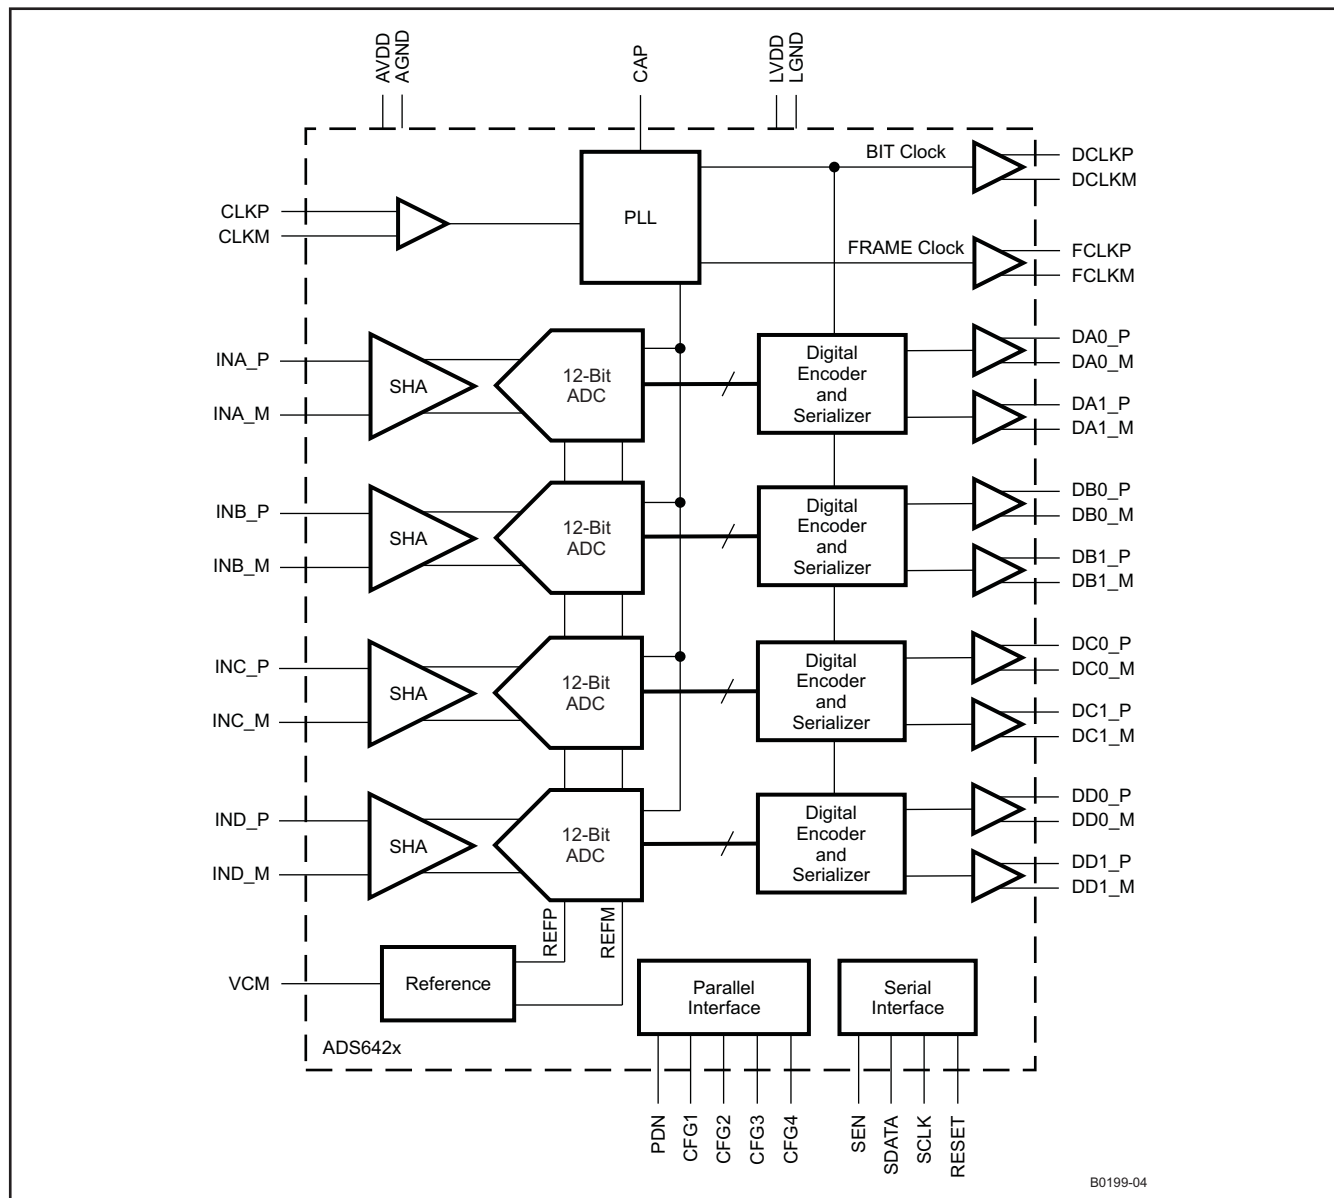 AVDD
AGND
CAP
LVDD
LGND
CLKP
CLKM
PLL
BIT Clock
FRAME Clock
DCLKP
DCLKM
FCLKP
FCLKM
INA_P
INA_M
SHA
12-Bit
ADC
Digital
Encoder
and
Serializer
DA0_P
DA0_M
DA1_P
DA1_M
INB_P
INB_M
SHA
12-Bit
ADC
Digital
Encoder
and
Serializer
DB0_P
DB0_M
DB1_P
DB1_M
INC_P
INC_M
SHA
12-Bit
ADC
Digital
Encoder
and
Serializer
DC0_P
DC0_M
DC1_P
DC1_M
IND_P
IND_M
SHA
12-Bit
ADC
Digital
Encoder
and
Serializer
DD0_P
DD0_M
DD1_P
DD1_M
REFP
REFM
VCM
Reference
Parallel
Interface
Serial
Interface
ADS642x
PDN
CFG1
CFG2
CFG3
CFG4
SEN
SDATA
SCLK
RESET
B0199-04